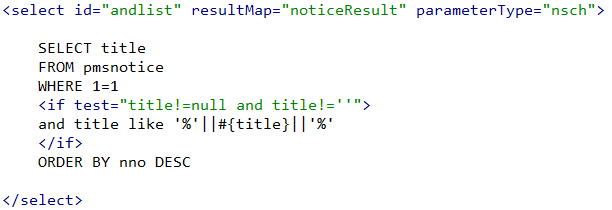 <select id="andlist" resultMap="noticeResult" parameterType="nsch">
SELECT title
FROM pmsnotice
WHERE 1=1
<if test="title!=null and title!=''">
and title like '%'||#{title}||'%'
</if>
ORDER BY nno DESC
</select>